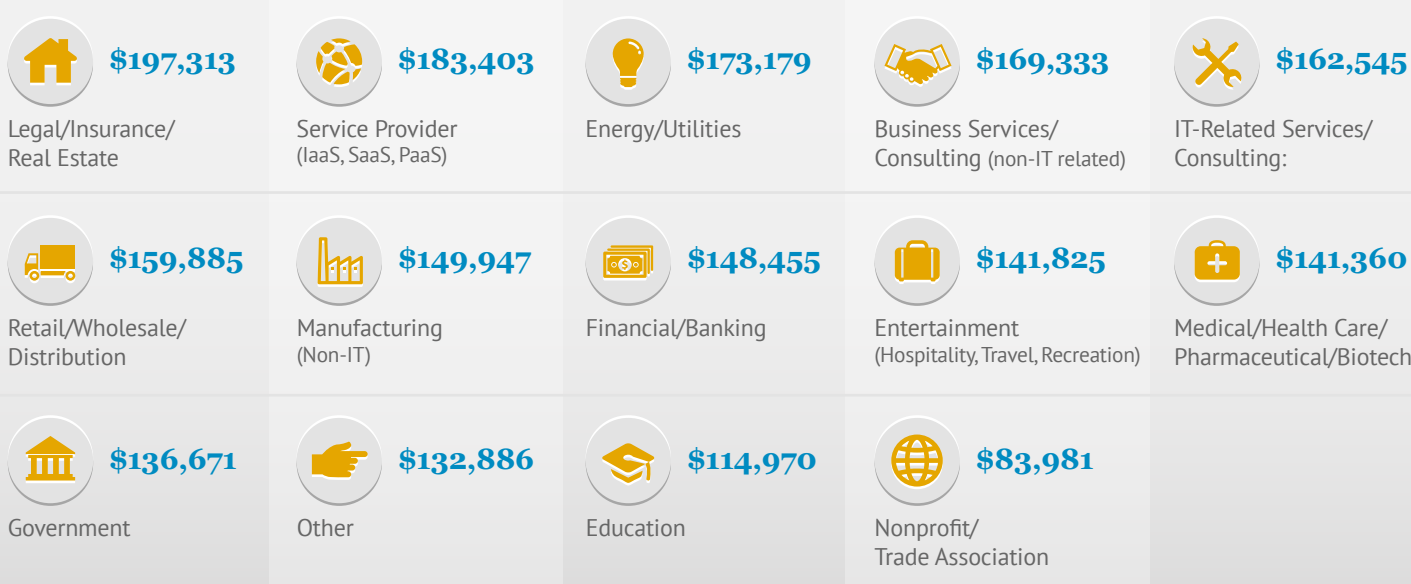 $197,313
Legal/Insurance/
Real Estate
$183,403
Service Provider
(IaaS, SaaS, PaaS)
$173,179
Energy/Utilities
$169,333
Business Services/
Consulting (non-IT related)
$162,545
IT-Related Services/
Consulting:
$159,885
Retail/Wholesale/
Distribution
$149,947
Manufacturing
(Non-IT)
$148,455
Financial/Banking
$141,825
Entertainment
(Hospitality, Travel, Recreation)
$141,360
Medical/Health Care/
Pharmaceutical/Biotech
$136,671
Government
$132,886
Other
$114,970
Education
$83,981
Nonprofit/
Trade Association